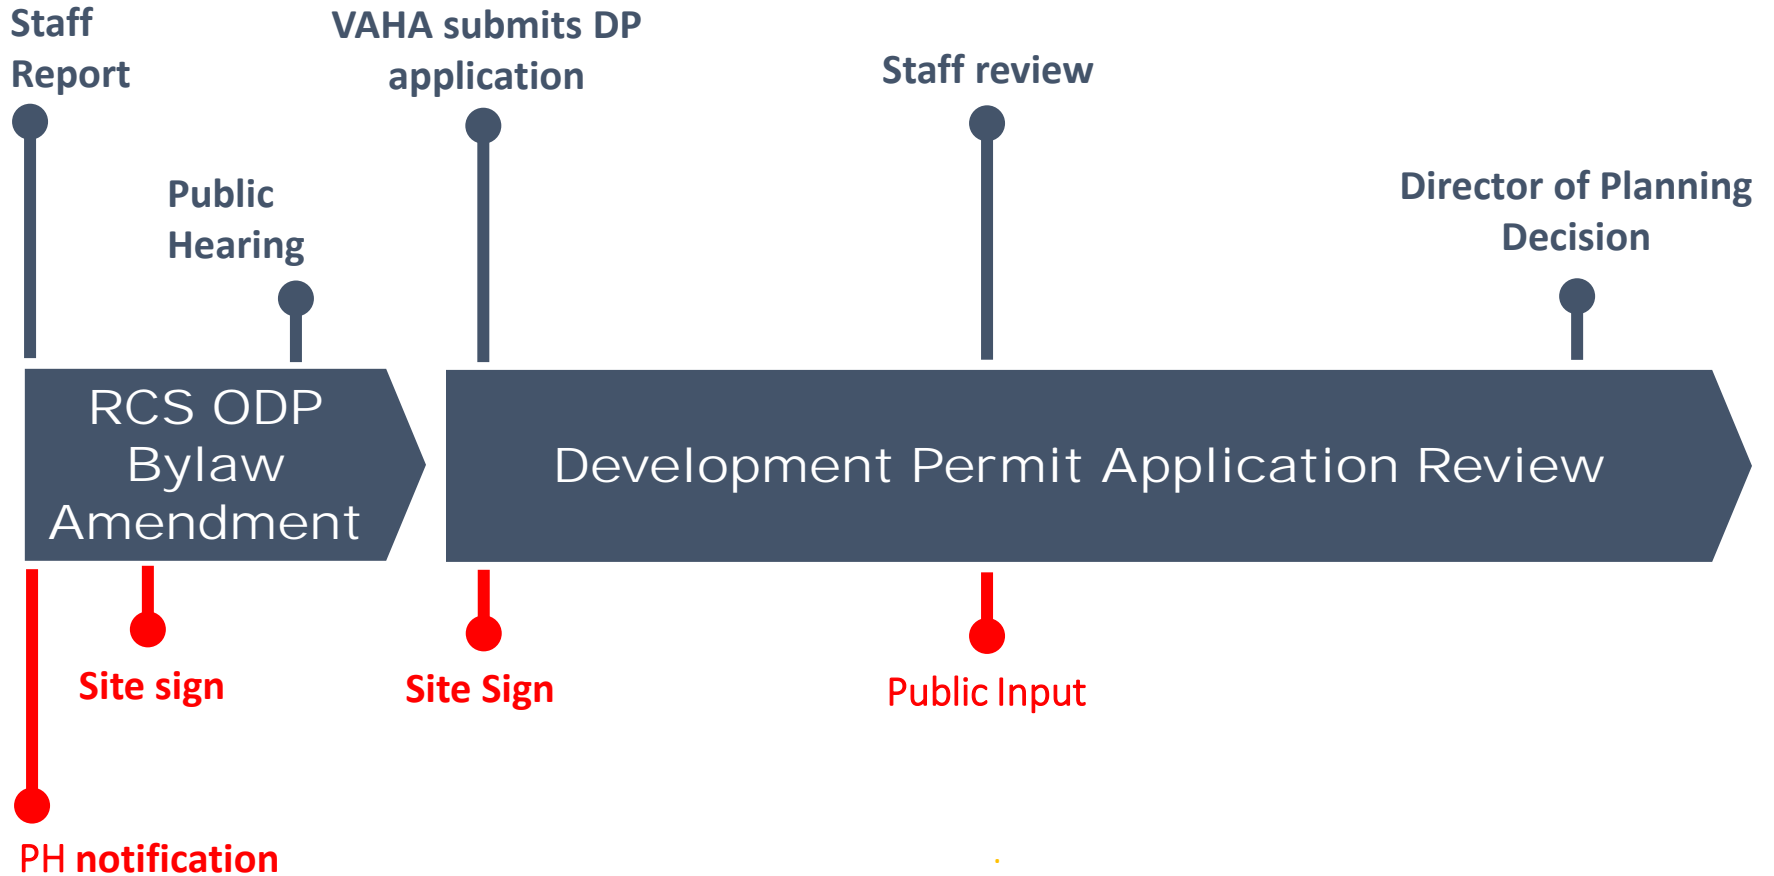 Staff
Report
VAHA submits DP
application
Staff review
Public
Hearing
Director of Planning
Decision
RCS ODP
Bylaw
Amendment
Development Permit Application Review
Site sign
Site Sign
Public Input
PH notification